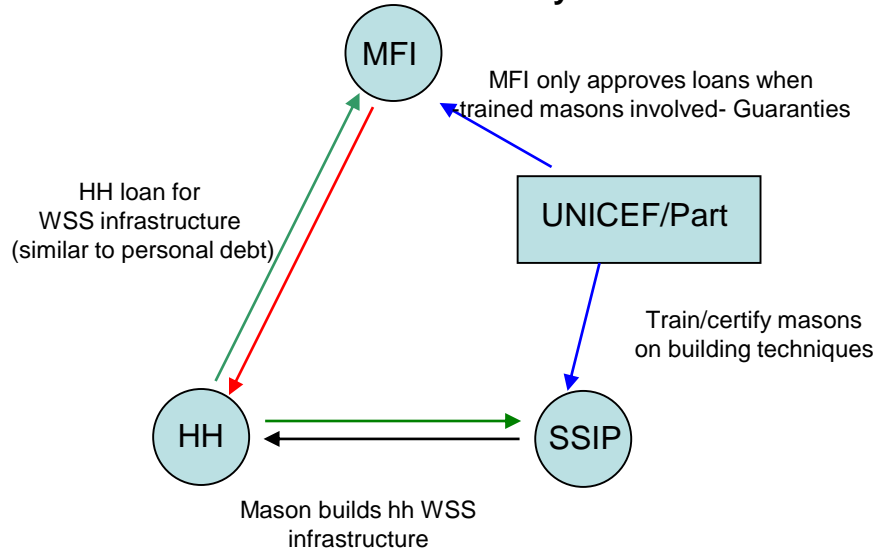 MFI
MFI only approves loans when
-trained masons involved- Guaranties
HH loan for
WSS infrastructure
(similar to personal debt)
UNICEF/Part
Train/certify masons
on building techniques
HH
SSIP
Mason builds hh WSS
infrastructure